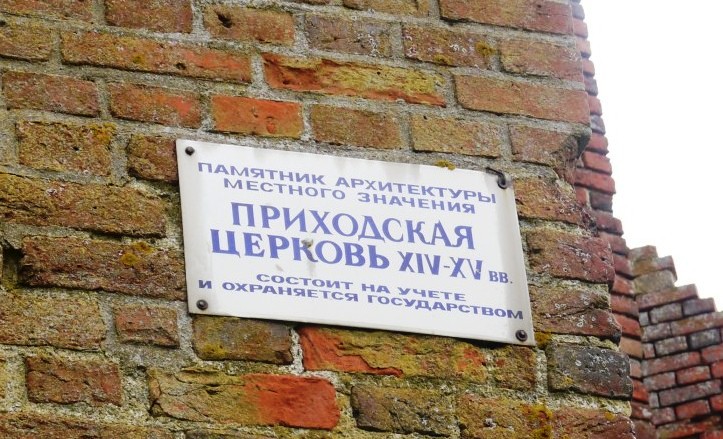 ПАМЯТНИК АРХИТЕКТУРЫ
МЕСТНОГО ЗНАЧЕНИЯ
ПРИХОДСКАЯ
ЦЕРКОВЬ XIV-XV ВВ.
СОСТОИТ НА УЧЕТЕ
И ОХРАНЯЕТСЯ ГОСУДАРСТВОМ